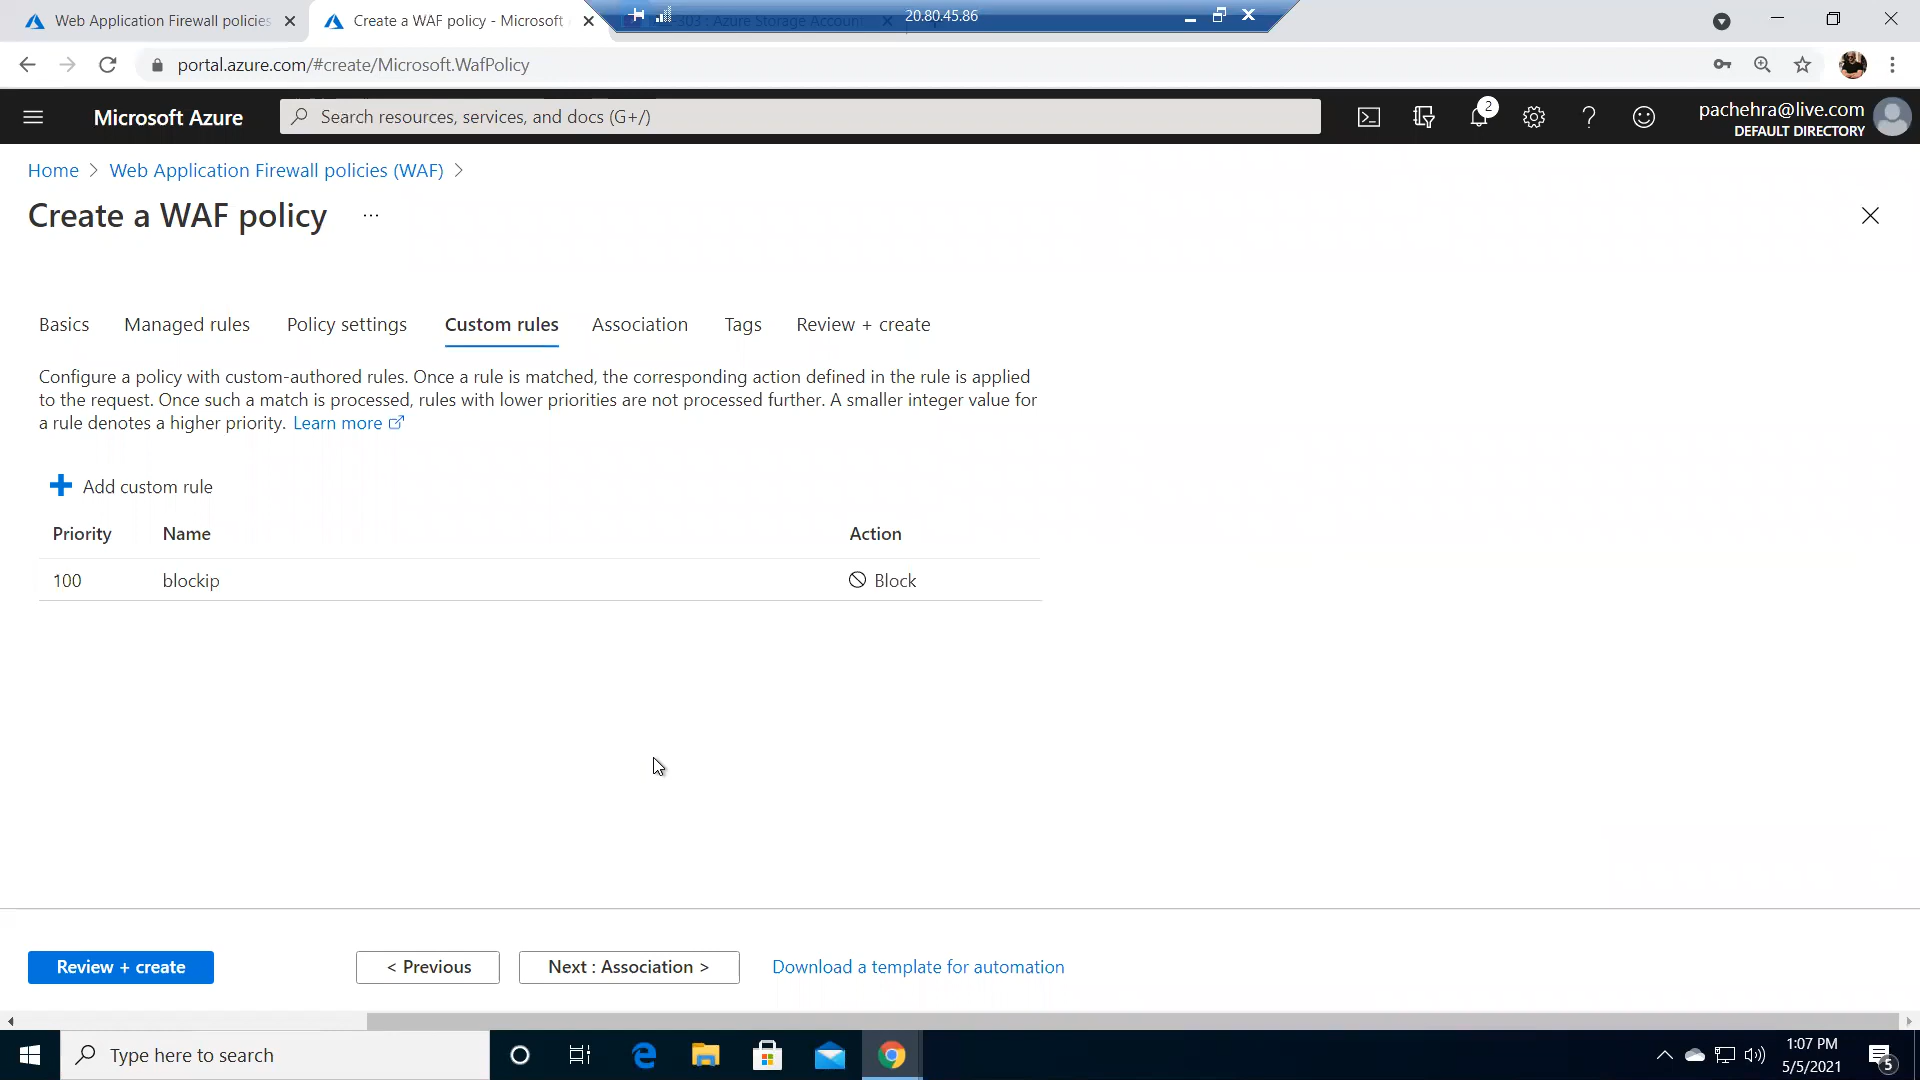 Web Application Firewall policies
Create a WAF policy - Microsoft
20.80.45.86
-303 : Azure Storage Accoun
portal.azure.com/#create/Microsoft.WafPolicy
Microsoft Azure
Search resources, services, and docs (G+/)
2
pachehra@live.com
DEFAULT DIRECTORY
Home > Web Application Firewall policies (WAF) >
Create a WAF policy ...
Basics Managed rules Policy settings Custom rules Association Tags Review + create
Configure a policy with custom-authored rules. Once a rule is matched, the corresponding action defined in the rule is applied
to the request. Once such a match is processed, rules with lower priorities are not processed further. A smaller integer value for
a rule denotes a higher priority. Learn more
Add custom rule
Priority Name Action
100 blockip Block
Review + create < Previous Next : Association > Download a template for automation
Type here to search
1:07 PM
5/5/2021
5